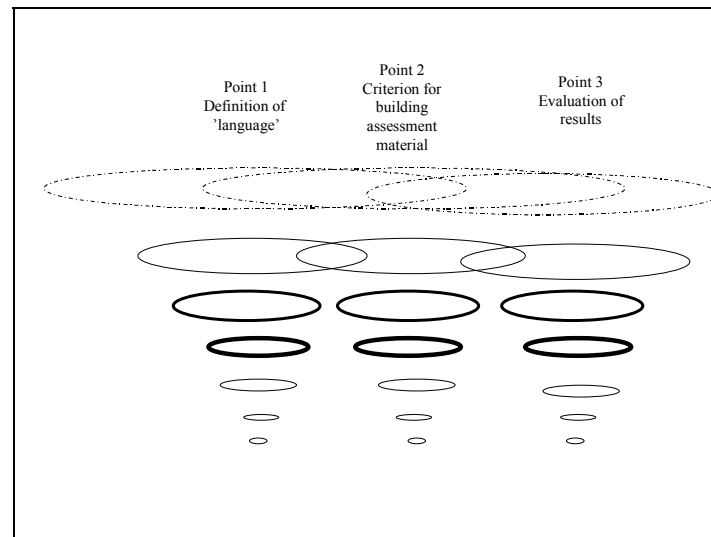 Point 1
Definition of
’language’
Point 2
Criterion for
building
assessment
material
Point 3
Evaluation of
results